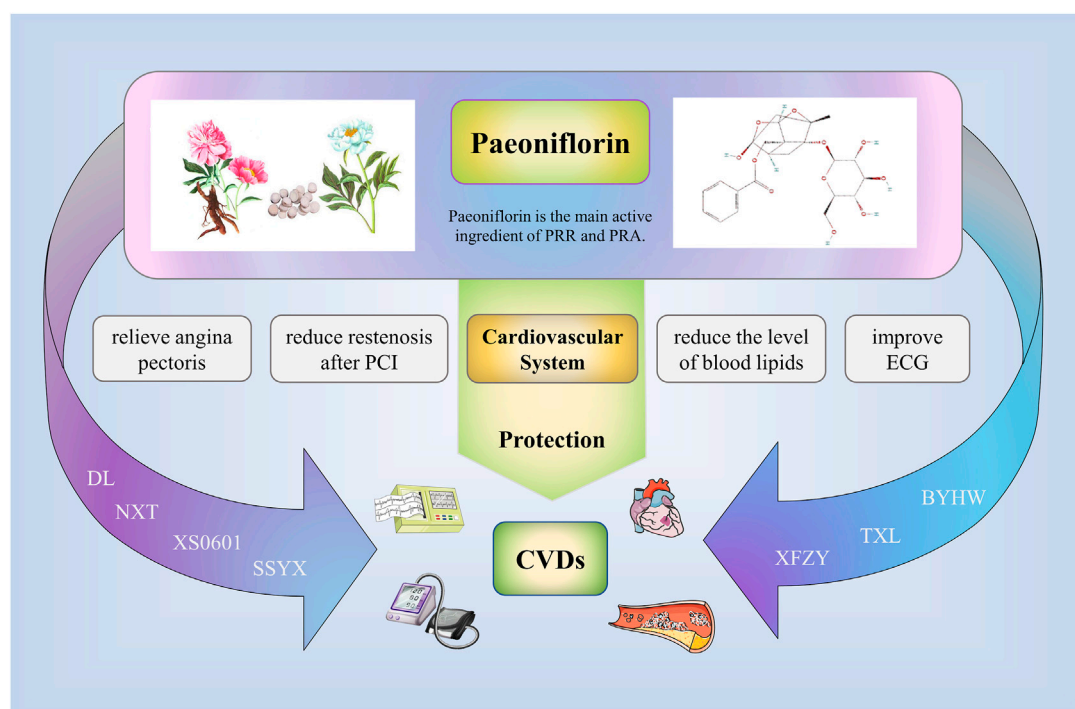 Paeoniflorin
Paeoniflorin is the main active
ingredient of PRR and PRA.
relieve angina
pectoris
reduce restenosis
after PCI
Cardiovascular
System
reduce the level
of blood lipids
improve
ECG
Protection
DL
NXT
XS0601
SSYX
BYHW
TXL
XFZY
CVDs